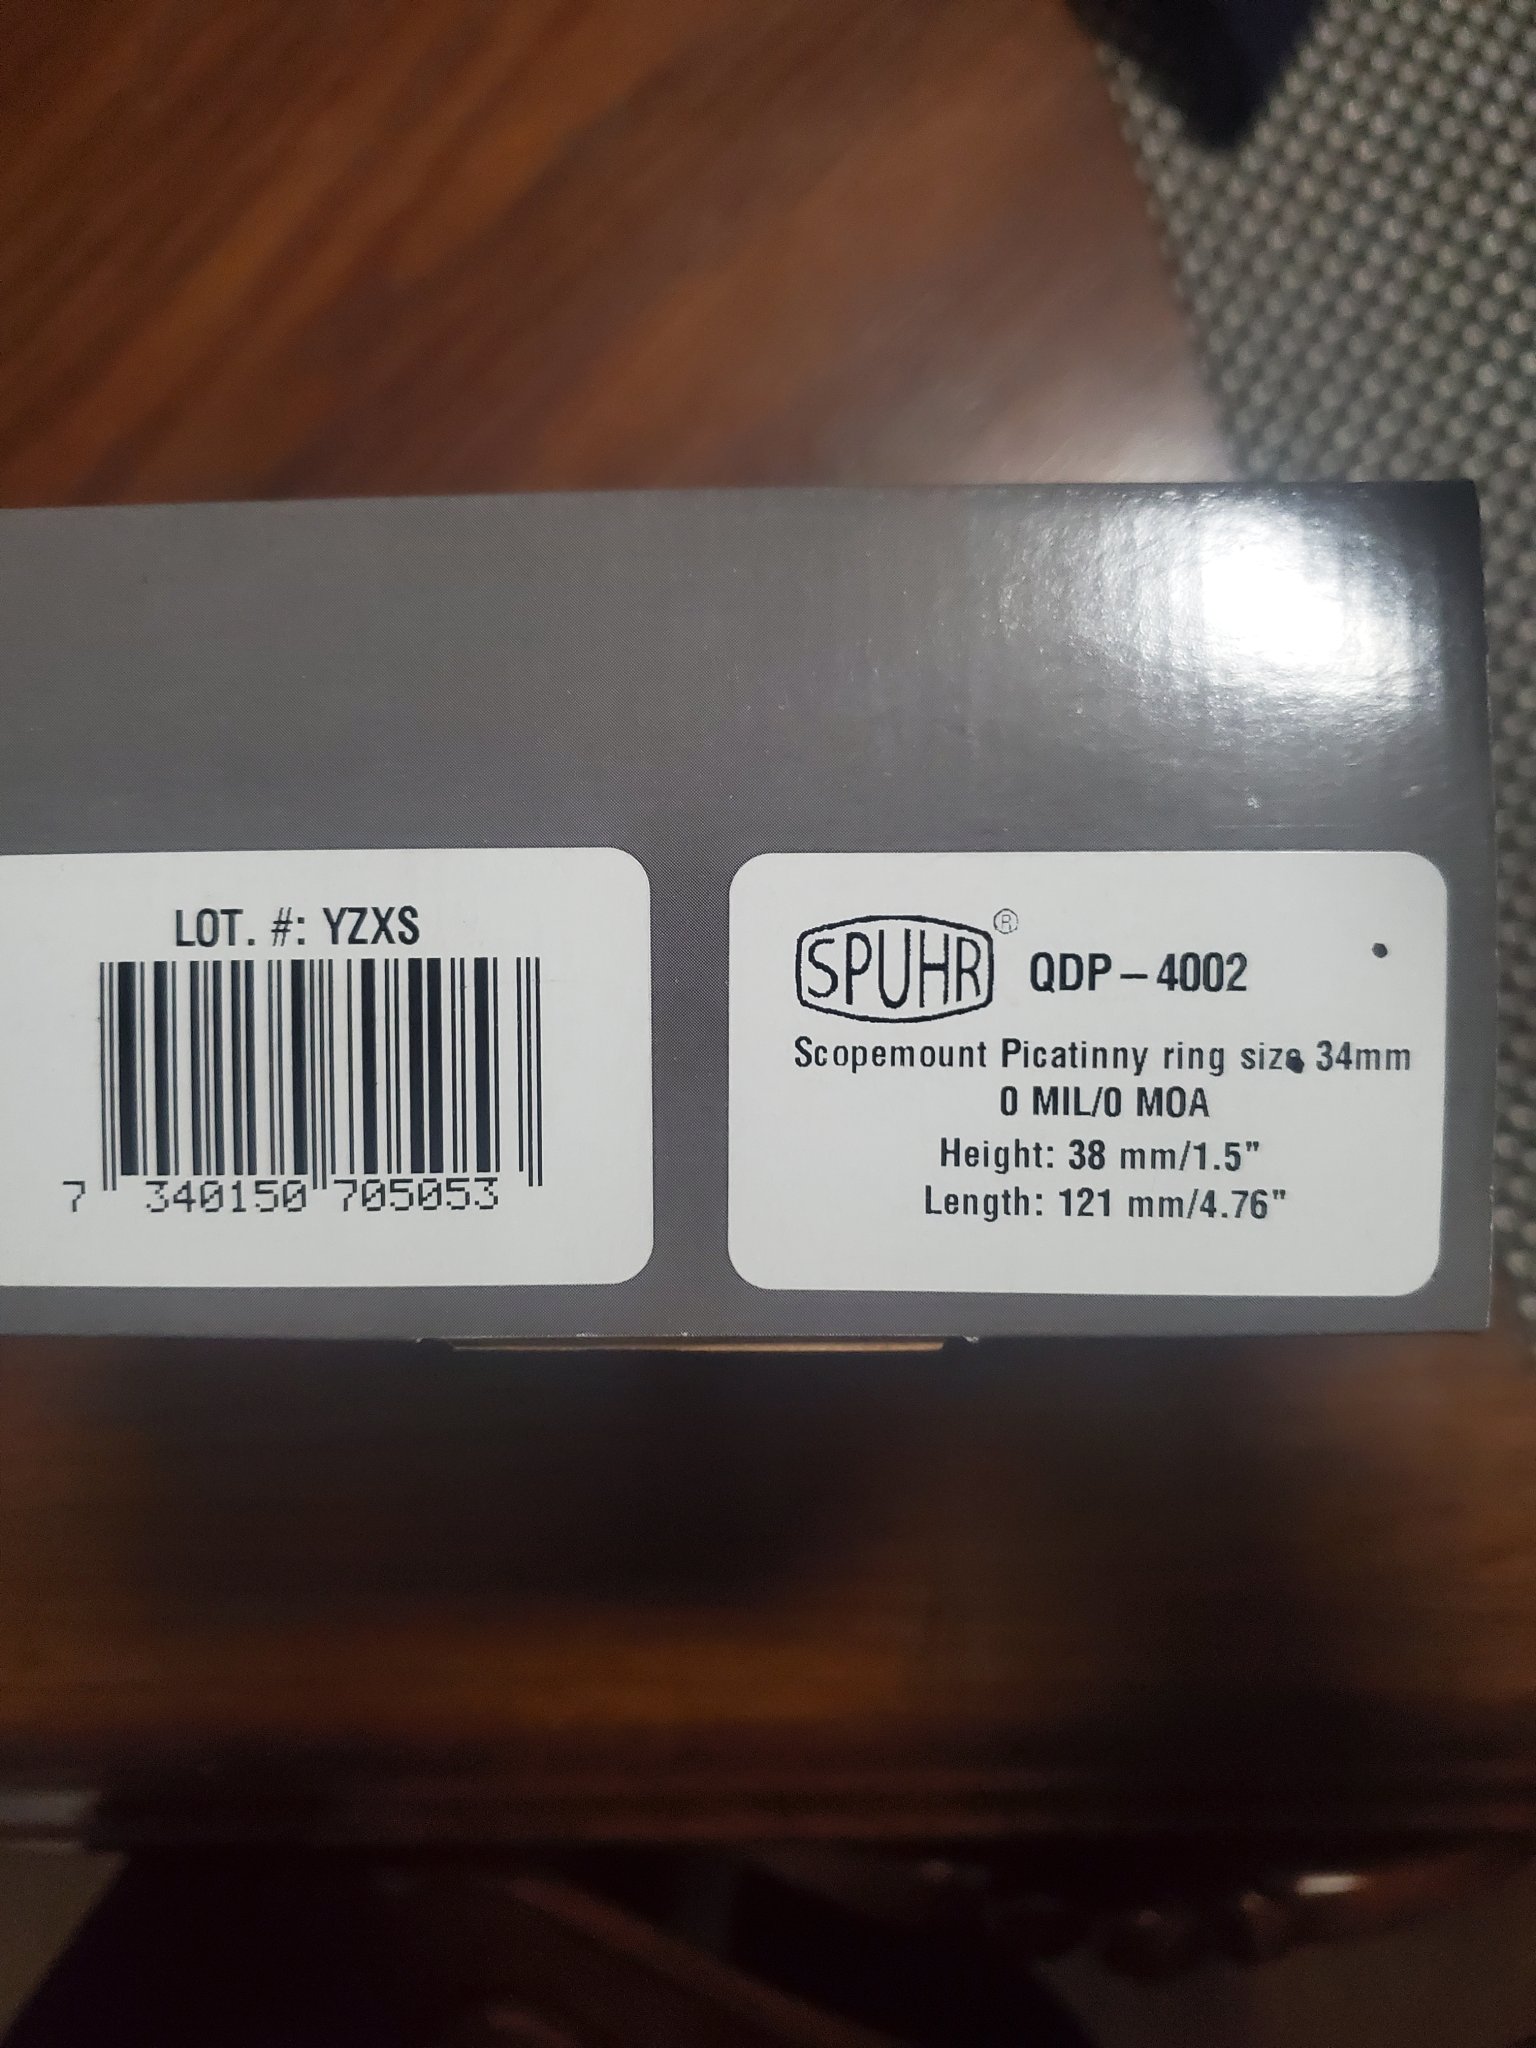 LOT. #: YZXS
7 340150 705053
SPUHR® QDP-4002
Scopemount Picatinny ring size 34mm
0 MIL/0 MOA
Height: 38 mm/1.5"
Length: 121 mm/4.76"